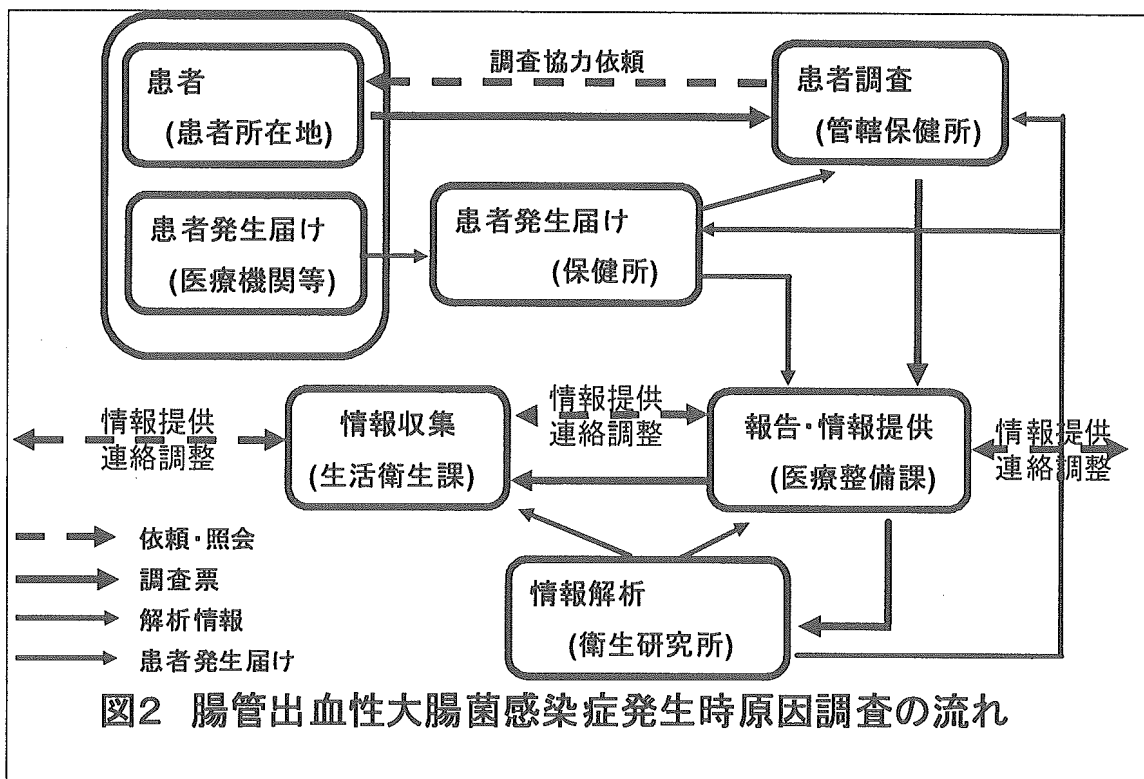 調査協力依頼
患者
(患者所在地)
患者調査
(管轄保健所)
患者発生届け
(医療機関等)
患者発生届け
(保健所)
情報提供
連絡調整
情報収集
(生活衛生課)
情報提供
連絡調整
報告・情報提供
(医療整備課)
情報提供
連絡調整
依頼・照会
調査票
解析情報
患者発生届け
情報解析
(衛生研究所)
図2 腸管出血性大腸菌感染症発生時原因調査の流れ